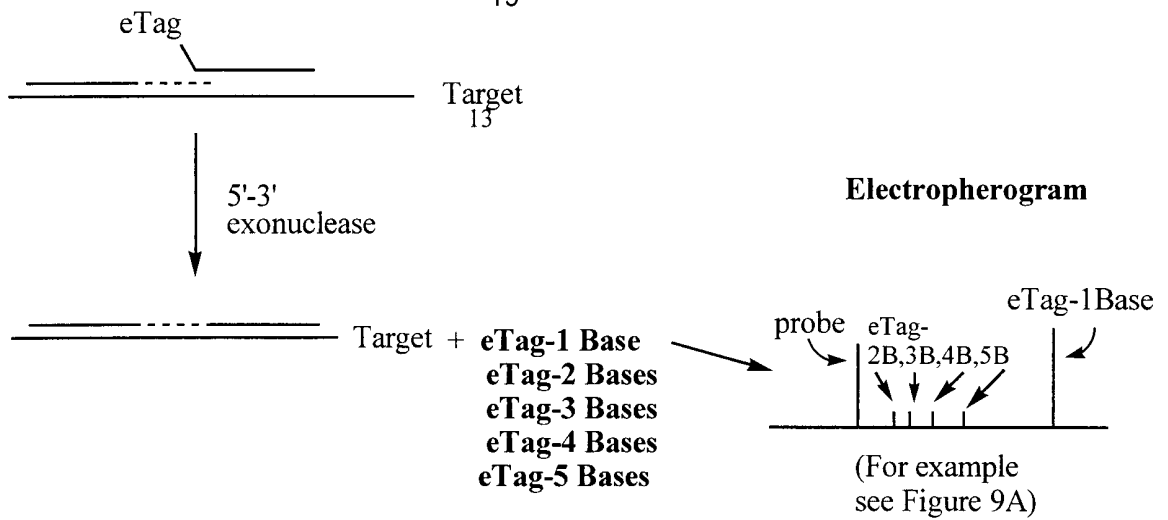 eTag
Target
13
5'-3'
exonuclease
Electropherogram
Target + eTag-1 Base
eTag-2 Bases
eTag-3 Bases
eTag-4 Bases
eTag-5 Bases
probe
eTag-
2B,3B,4B,5B
eTag-1Base
(For example
see Figure 9A)